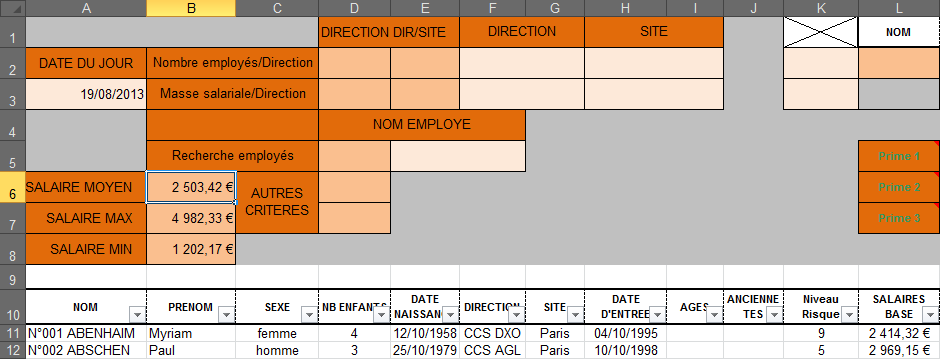 A B C D E F G H I J K L
1 DIRECTION DIR/SITE DIRECTION SITE NOM
2 DATE DU JOUR Nombre employés/Direction
3 19/08/2013 Masse salariale/Direction
4 NOM EMPLOYE
5 Recherche employés Prime 1
6 SALAIRE MOYEN 2 503,42 € AUTRES CRITERES Prime 2
7 SALAIRE MAX 4 982,33 € Prime 3
8 SALAIRE MIN 1 202,17 €
9
10 NOM PRENOM SEXE NB ENFANTS DATE NAISSAN DIRECTION SITE DATE D'ENTREE AGES ANCIENNE TES Niveau Risque SALAIRES BASE
11 N°001 ABENHAIM Myriam femme 4 12/10/1958 CCS DXO Paris 04/10/1995 9 2 414,32 €
12 N°002 ABSCHEN Paul homme 3 25/10/1979 CCS AGL Paris 10/10/1998 5 2 969,15 €